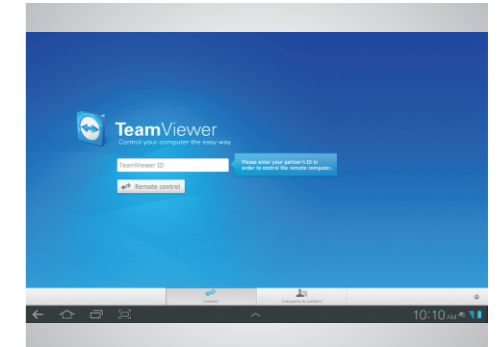 TeamViewer
Control your computer the easy way
TeamViewer ID
Please enter your partner's ID in
order to control the remote computer.
Remote control
Connect
Computers & contacts
10:10 AM